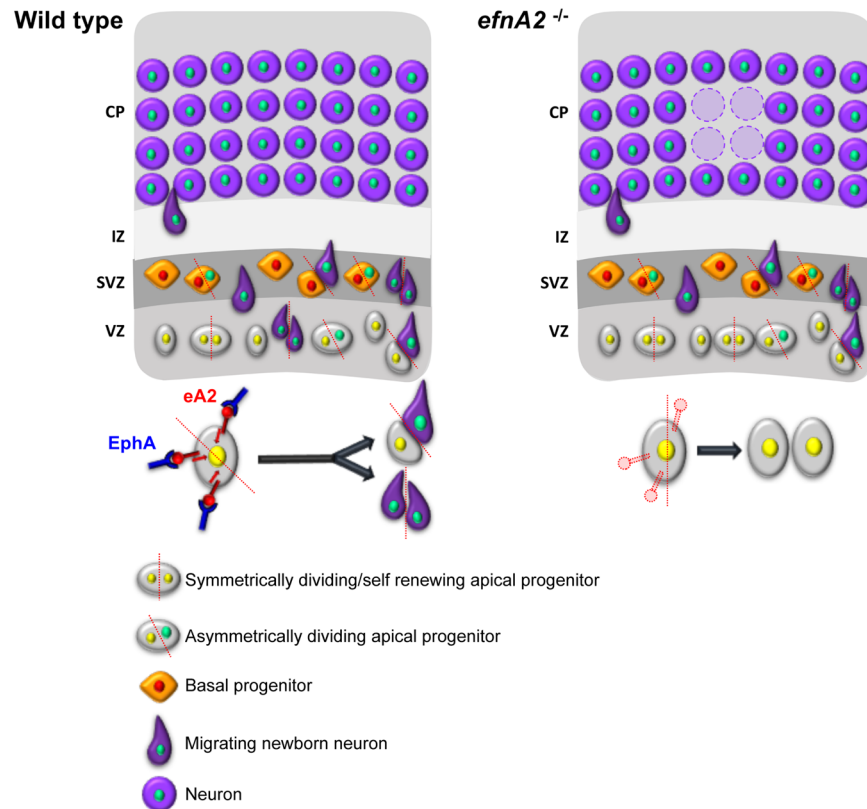 Wild type
efnA2 -/-
CP
IZ
SVZ
VZ
CP
IZ
SVZ
VZ
eA2
EphA
Symmetrically dividing/self renewing apical progenitor
Asymmetrically dividing apical progenitor
Basal progenitor
Migrating newborn neuron
Neuron